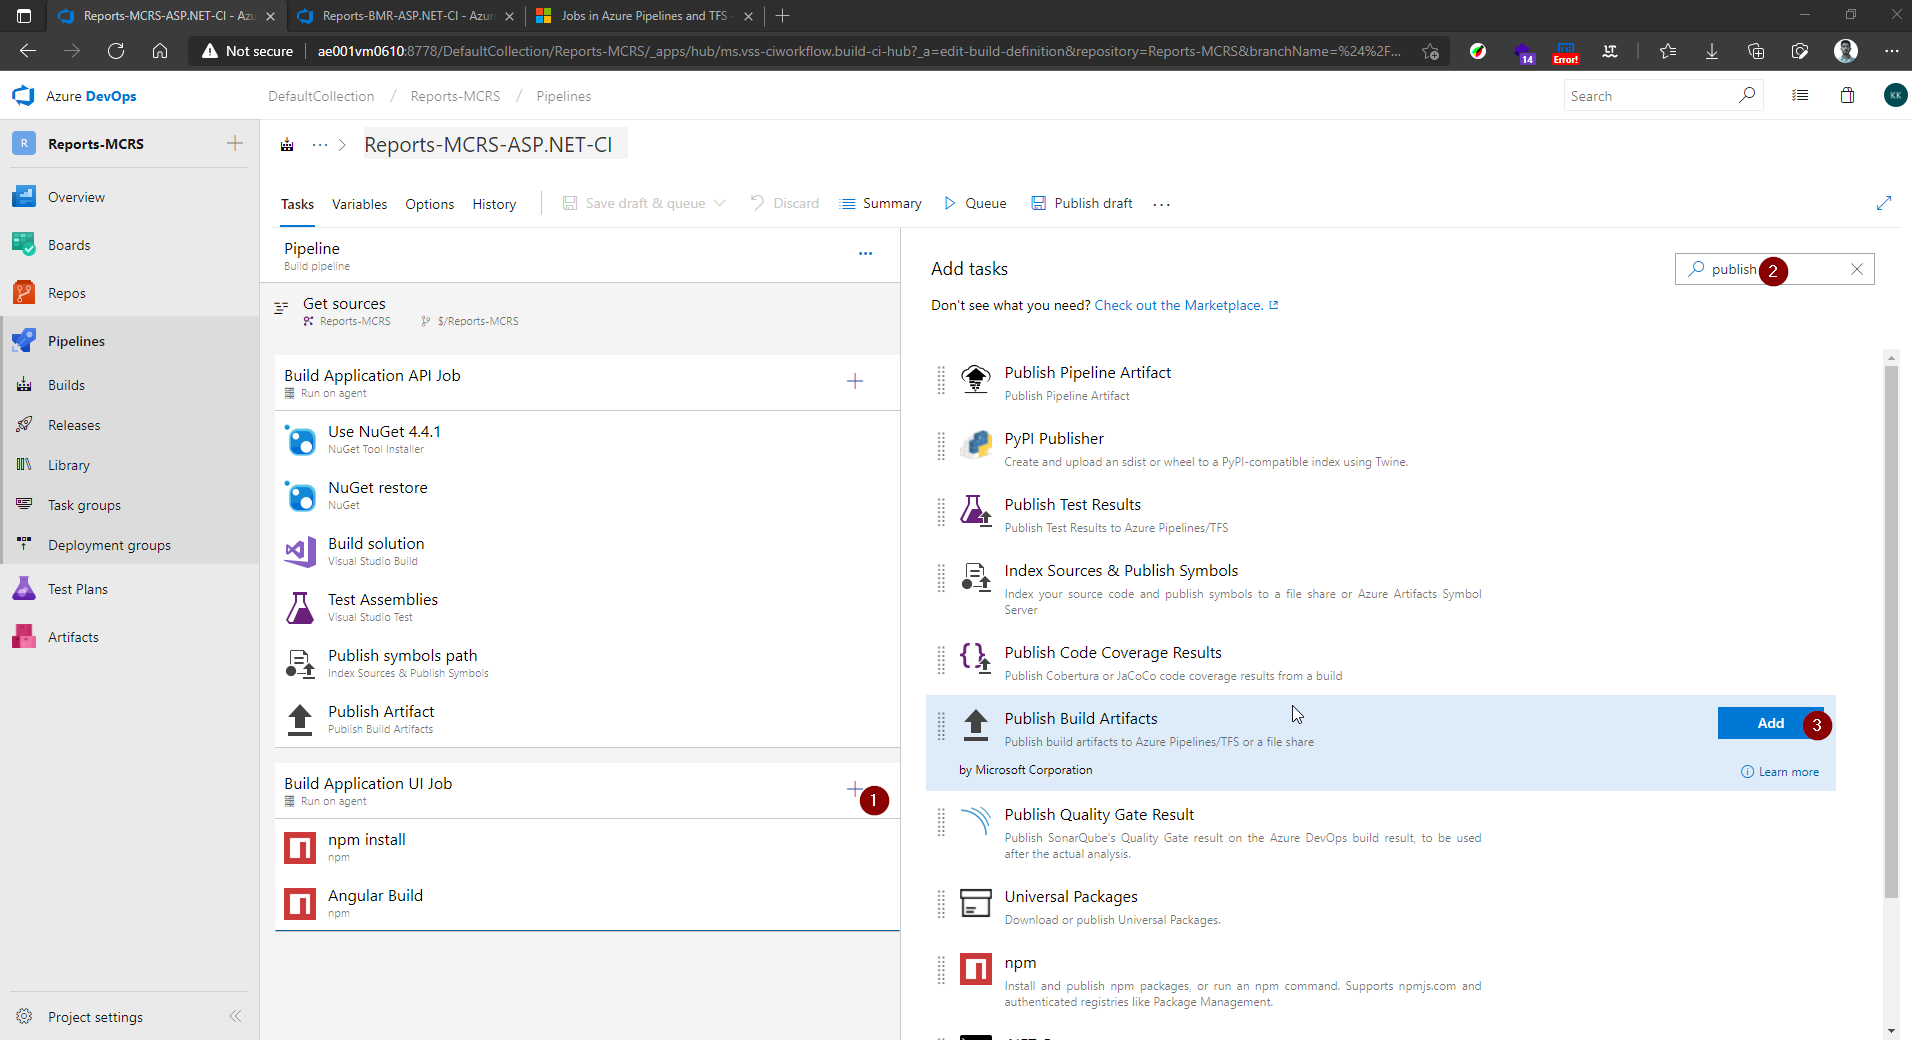 Reports-MCRS-ASP.NET-CI - Azu
Reports-BMR-ASP.NET-CI - Azur
Jobs in Azure Pipelines and TFS
Not secure
ae001vm0610:8778/DefaultCollection/Reports-MCRS/_apps/hub/ms.vss-ciworkflow.build-ci-hub?_a=edit-build-definition&repository=Reports-MCRS&branchName=%24%2F...
14
Error!
Azure DevOps
DefaultCollection / Reports-MCRS / Pipelines
Search
KK
R
Reports-MCRS
Overview
Boards
Repos
Pipelines
Builds
Releases
Library
Task groups
Deployment groups
Test Plans
Artifacts
Project settings
··· > Reports-MCRS-ASP.NET-CI
Tasks Variables Options History Save draft & queue Discard Summary Queue Publish draft ...
Pipeline
Build pipeline
...
Get sources
Reports-MCRS $/Reports-MCRS
Build Application API Job
Run on agent
Use NuGet 4.4.1
NuGet Tool Installer
NuGet restore
NuGet
Build solution
Visual Studio Build
Test Assemblies
Visual Studio Test
Publish symbols path
Index Sources & Publish Symbols
Publish Artifact
Publish Build Artifacts
Build Application UI Job
Run on agent
1
npm install
npm
Angular Build
npm
Add tasks
publish
2
Don't see what you need? Check out the Marketplace.
Publish Pipeline Artifact
Publish Pipeline Artifact
PyPI Publisher
Create and upload an sdist or wheel to a PyPI-compatible index using Twine.
Publish Test Results
Publish Test Results to Azure Pipelines/TFS
Index Sources & Publish Symbols
Index your source code and publish symbols to a file share or Azure Artifacts Symbol
Server
Publish Code Coverage Results
Publish Cobertura or JaCoCo code coverage results from a build
Publish Build Artifacts
Publish build artifacts to Azure Pipelines/TFS or a file share
Add
3
by Microsoft Corporation
Learn more
Publish Quality Gate Result
Publish SonarQube's Quality Gate result on the Azure DevOps build result, to be used
after the actual analysis.
Universal Packages
Download or publish Universal Packages.
npm
Install and publish npm packages, or run an npm command. Supports npmjs.com and
authenticated registries like Package Management.